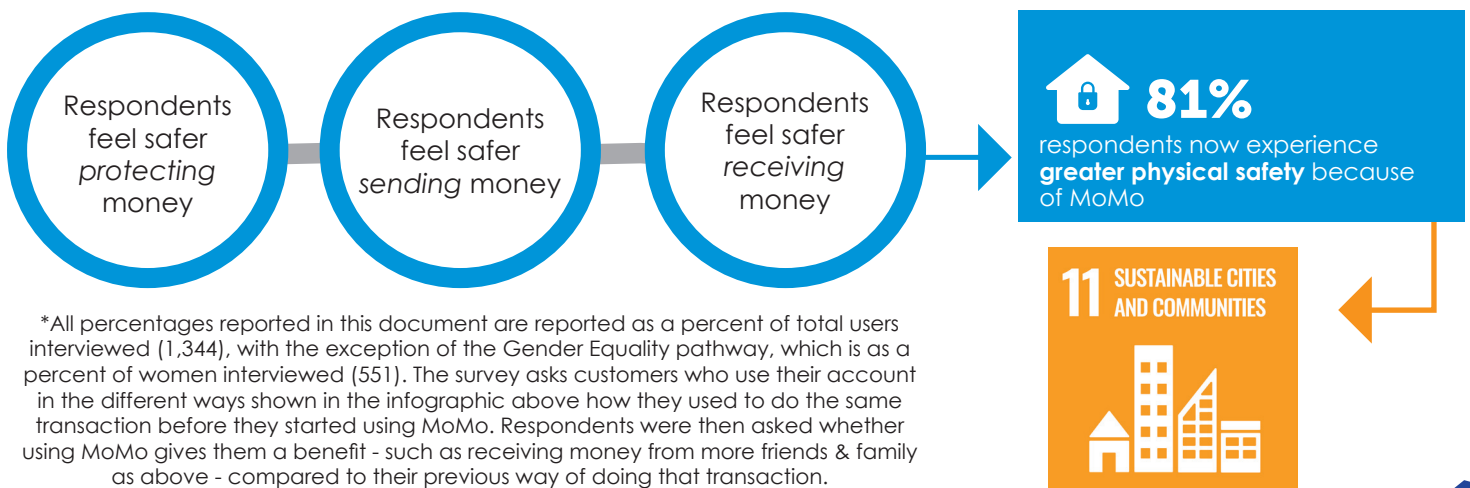 Respondents
feel safer
protecting
money
Respondents
feel safer
sending money
Respondents
feel safer
receiving
money
81%
respondents now experience
greater physical safety because
of MoMo
11 SUSTAINABLE CITIES
AND COMMUNITIES
*All percentages reported in this document are reported as a percent of total users
interviewed (1,344), with the exception of the Gender Equality pathway, which is as a
percent of women interviewed (551). The survey asks customers who use their account
in the different ways shown in the infographic above how they used to do the same
transaction before they started using MoMo. Respondents were then asked whether
using MoMo gives them a benefit - such as receiving money from more friends & family
as above - compared to their previous way of doing that transaction.